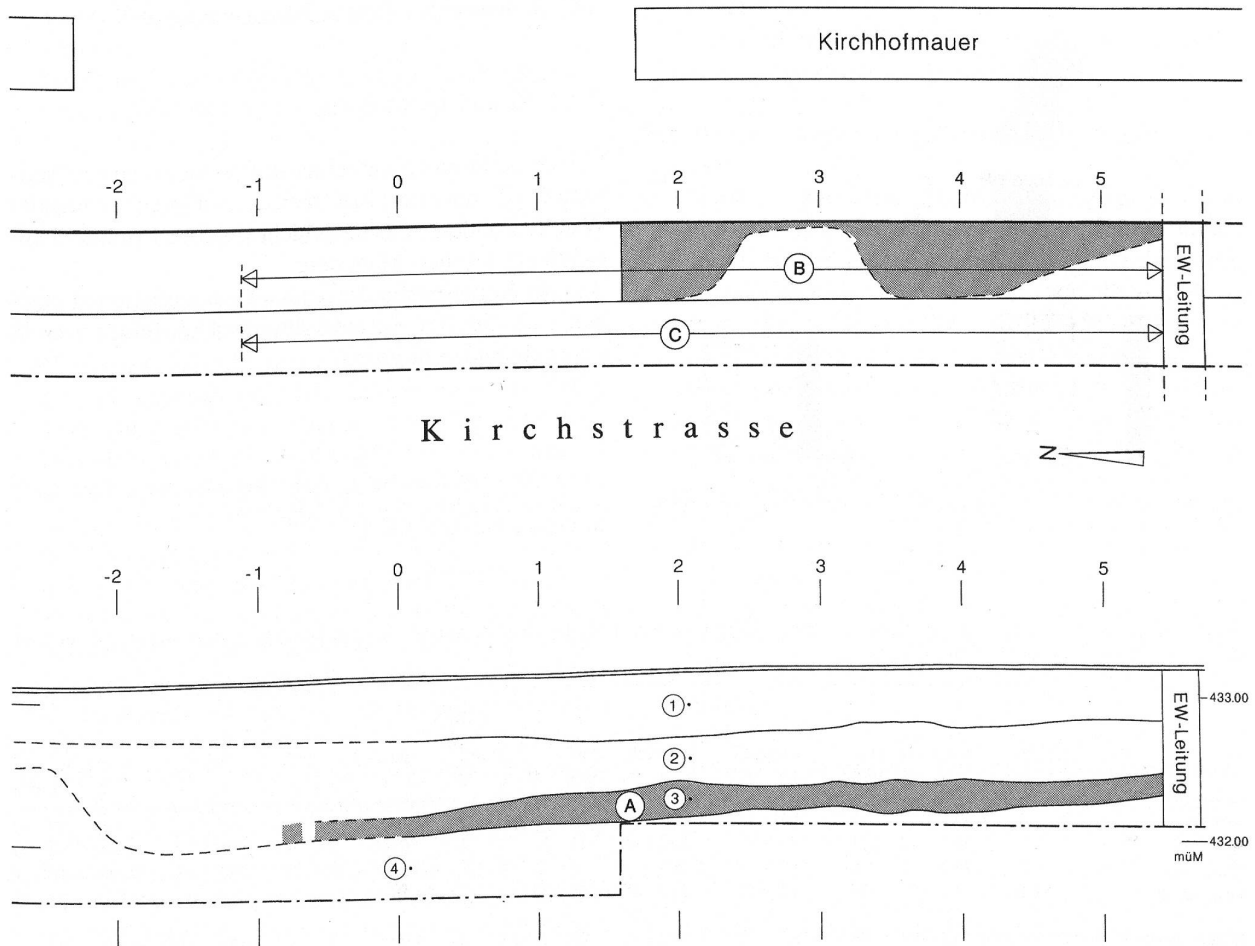 Kirchhofmauer
-2 -1 0 1 2 3 4 5
B
EW-Leitung
C
Kirchstrasse
N
-2 -1 0 1 2 3 4 5
1
433.00
EW-Leitung
2
A 3
432.00
4
müM